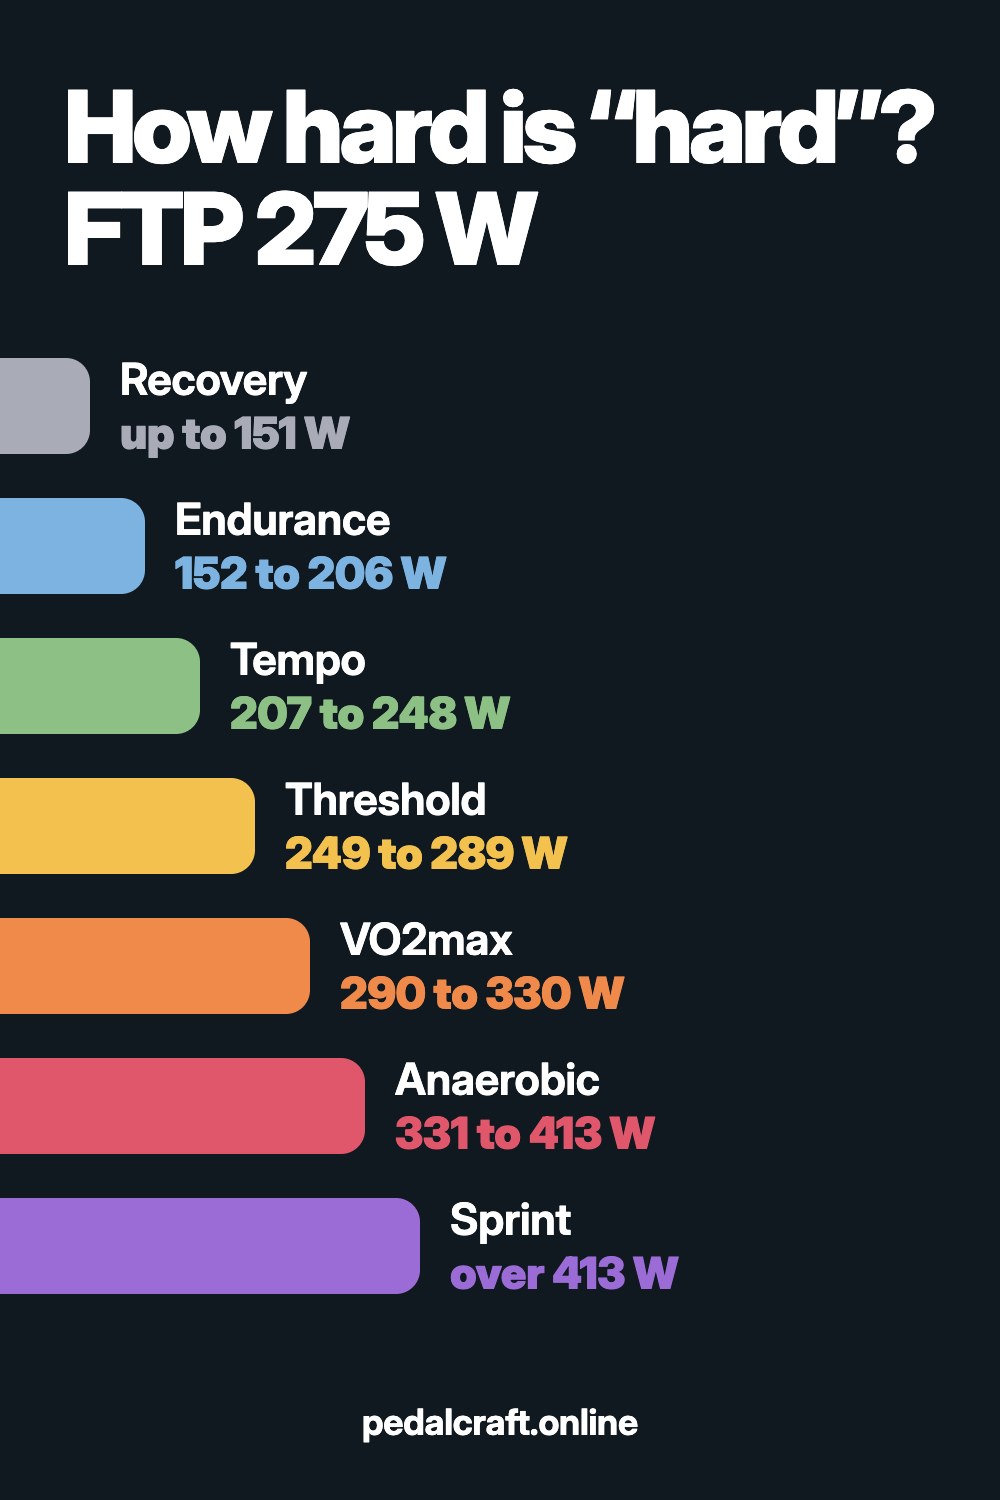 How hard is “hard”?
FTP 275 W
Recovery
up to 151 W
Endurance
152 to 206 W
Tempo
207 to 248 W
Threshold
249 to 289 W
VO2max
290 to 330 W
Anaerobic
331 to 413 W
Sprint
over 413 W
pedalcraft.online